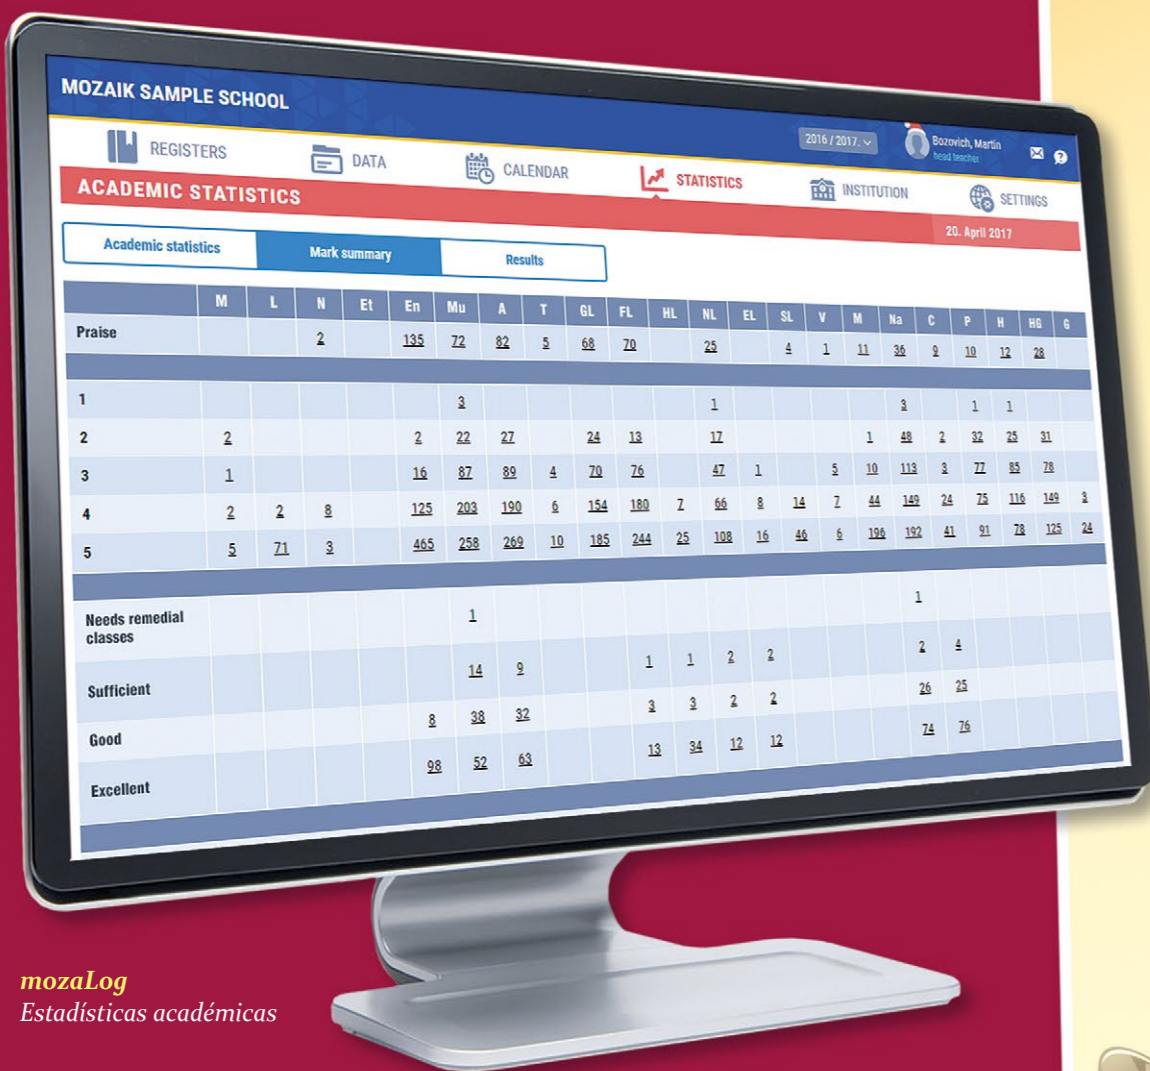 MOZAIK SAMPLE SCHOOL
2016 / 2017.
Bozovich, Martin
head teacher
REGISTERS DATA CALENDAR STATISTICS INSTITUTION SETTINGS
ACADEMIC STATISTICS
20. April 2017
Academic statistics Mark summary Results
M L N Et En Mu A T GL FL HL NL EL SL V M Na C P H HG G
Praise 2 135 72 82 5 68 70 25 4 1 11 36 9 10 12 28
1 3 1 3 1 1
2 2 2 22 27 24 13 17 1 48 2 32 25 31
3 1 16 87 89 4 70 76 47 1 5 10 113 3 77 85 78
4 2 2 8 125 203 190 6 154 180 7 66 8 14 7 44 149 24 75 116 149 3
5 5 71 3 465 258 269 10 185 244 25 108 16 46 6 196 192 41 91 78 125 24
Needs remedial
classes 1 1
Sufficient 14 9 1 1 2 2 2 4
Good 8 38 32 3 3 2 2 26 25
Excellent 98 52 63 13 34 12 12 74 76
mozaLog
Estadísticas académicas